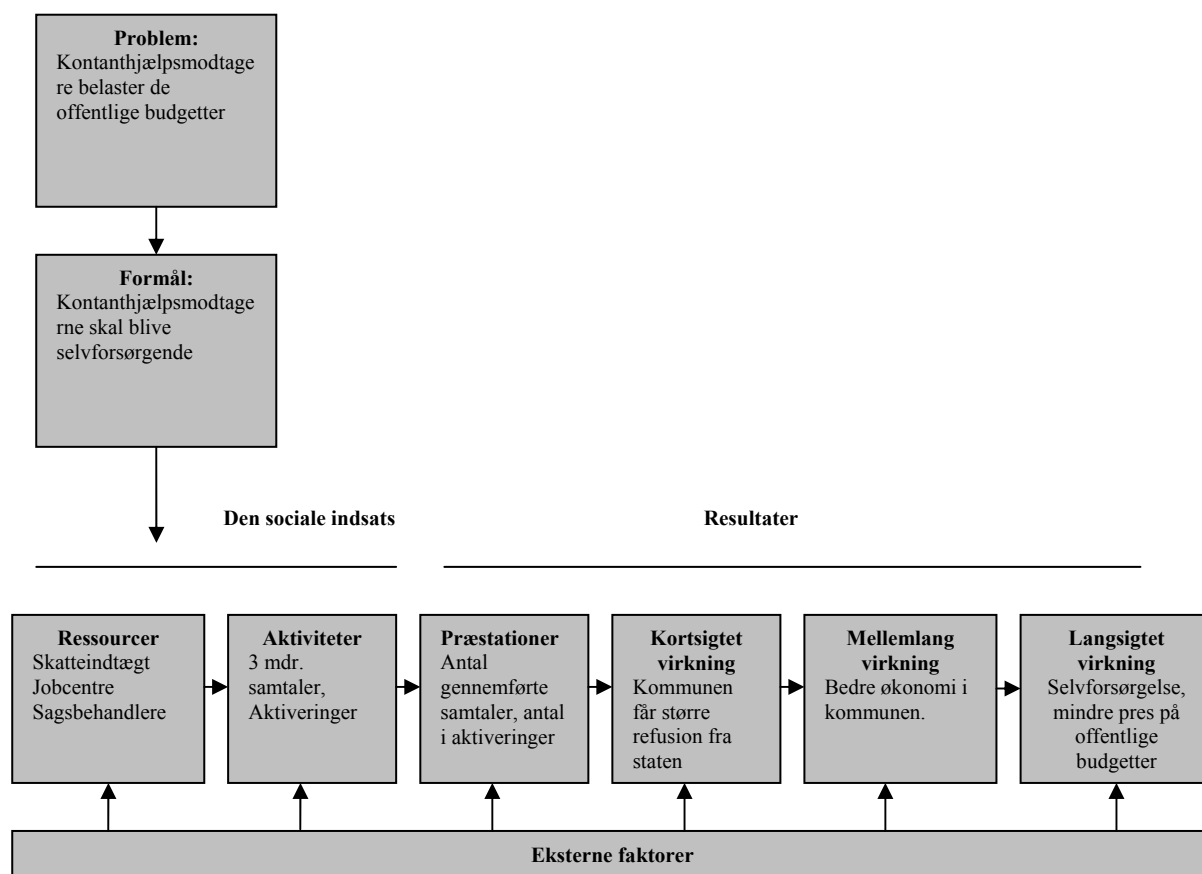 Problem:
Kontanthjælpsmodtage
re belaster de
offentlige budgetter
Formål:
Kontanthjælpsmodtage
rne skal blive
selvforsørgende
Den sociale indsats
Resultater
Ressourcer
Skatteindtægt
Jobcentre
Sagsbehandlere
Aktiviteter
3 mdr.
samtaler,
Aktiveringer
Præstationer
Antal
gennemførte
samtaler, antal
i aktiveringer
Kortsigtet
virkning
Kommunen
får større
refusion fra
staten
Mellemlang
virkning
Bedre økonomi i
kommunen.
Langsigtet
virkning
Selvforsørgelse,
mindre pres på
offentlige
budgetter
Eksterne faktorer